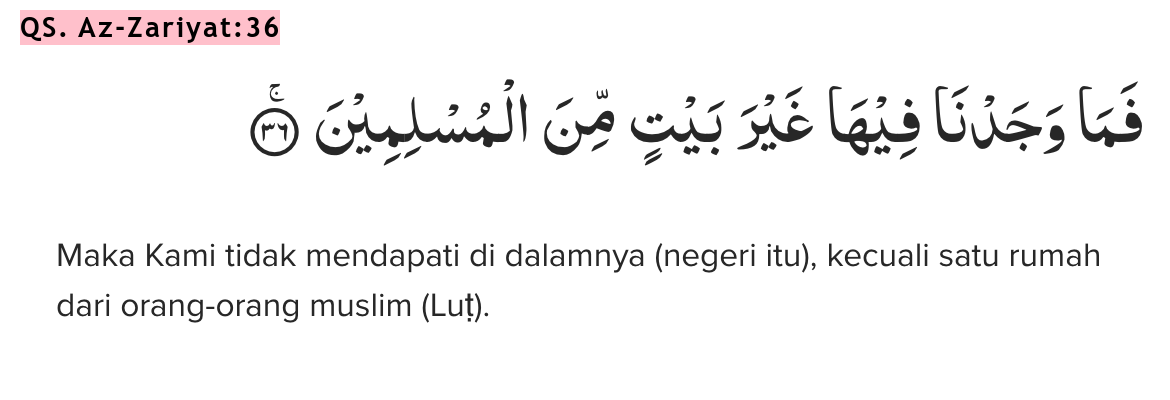 QS. Az-Zariyat:36
فَمَا وَجَدْنَا فِيْهَا غَيْرَ بَيْتٍ مِّنَ الْمُسْلِمِيْنَۚ ۝٣٦
Maka Kami tidak mendapati di dalamnya (negeri itu), kecuali satu rumah
dari orang-orang muslim (Luṭ).